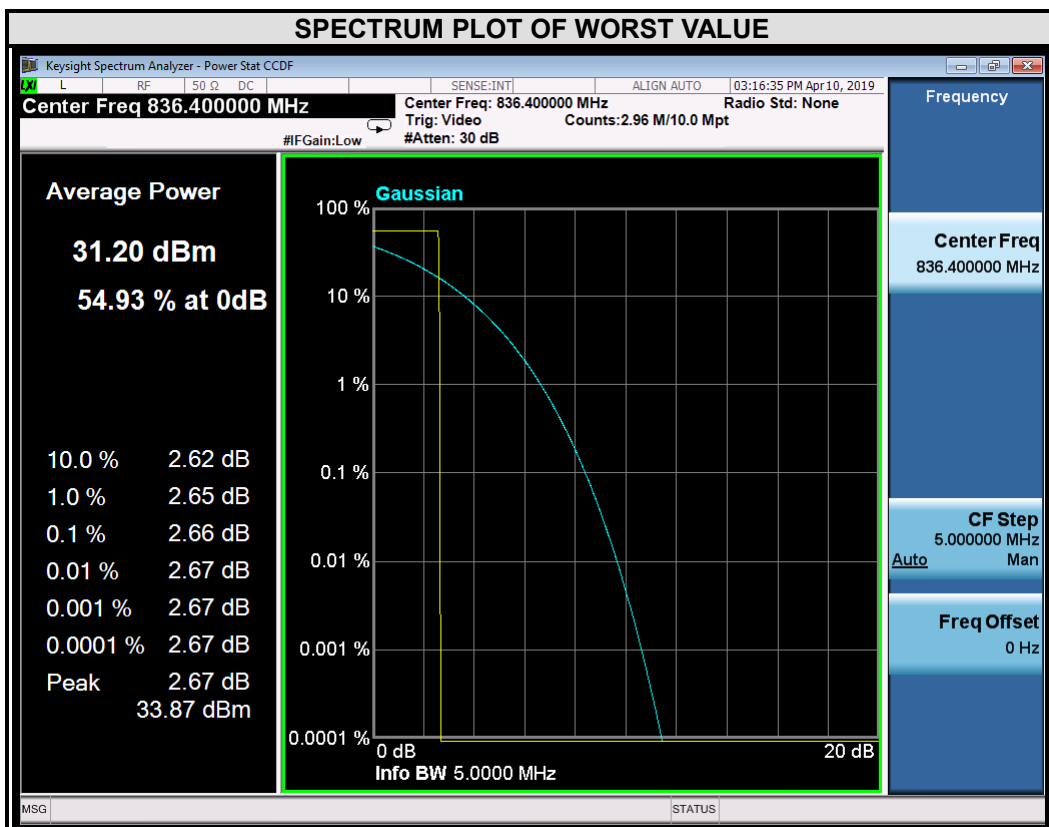 SPECTRUM PLOT OF WORST VALUE
Keysight Spectrum Analyzer - Power Stat CCDF
LXI L RF 50 Ω DC SENSE:INT ALIGN AUTO 03:16:35 PM Apr 10, 2019
Center Freq 836.400000 MHz
Center Freq: 836.400000 MHz Radio Std: None
Trig: Video Counts:2.96 M/10.0 Mpt
#IFGain:Low #Atten: 30 dB
Frequency
Average Power
31.20 dBm
54.93 % at 0dB
10.0 % 2.62 dB
1.0 % 2.65 dB
0.1 % 2.66 dB
0.01 % 2.67 dB
0.001 % 2.67 dB
0.0001 % 2.67 dB
Peak 2.67 dB
33.87 dBm
Gaussian
100 %
10 %
1 %
0.1 %
0.01 %
0.001 %
0.0001 %
0 dB 20 dB
Info BW 5.0000 MHz
Center Freq
836.400000 MHz
CF Step
5.000000 MHz
Auto Man
Freq Offset
0 Hz
MSG STATUS